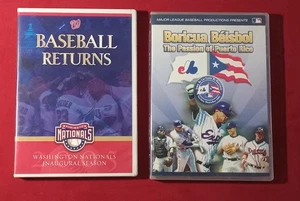 BASEBALL
RETURNS
NATIONALS
WASHINGTON NATIONALS
INAUGURAL SEASON
MAJOR LEAGUE BASEBALL PRODUCTIONS PRESENTS
Boricua Béisbol
The Passion of Puerto Rico